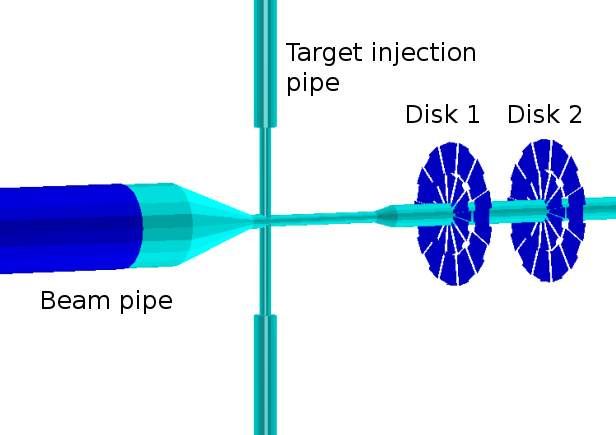 Target injection
pipe
Disk 1
Disk 2
Beam pipe